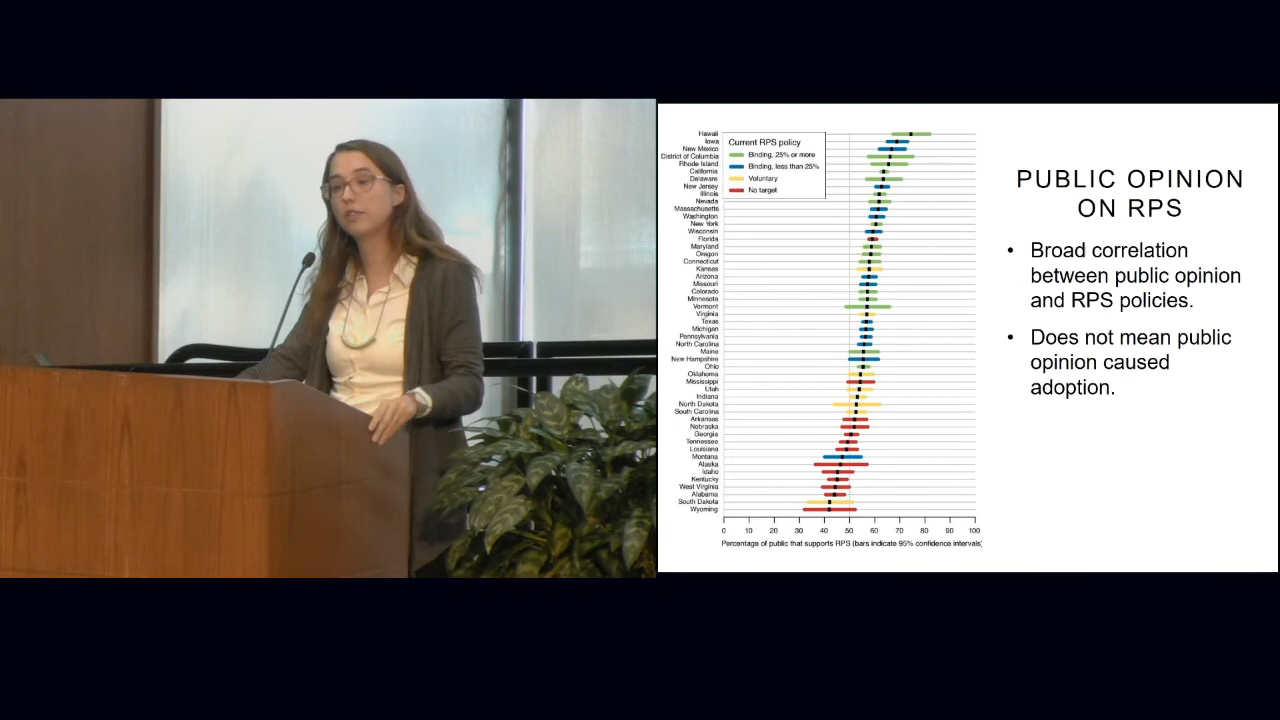 Hawaii
Iowa
New Mexico
District of Columbia
Rhode Island
California
Delaware
New Jersey
Illinois
Nevada
Massachusetts
Washington
New York
Wisconsin
Florida
Maryland
Oregon
Connecticut
Kansas
Arizona
Missouri
Colorado
Minnesota
Vermont
Virginia
Texas
Michigan
Pennsylvania
North Carolina
Maine
New Hampshire
Ohio
Oklahoma
Mississippi
Utah
Indiana
North Dakota
South Carolina
Arkansas
Nebraska
Georgia
Tennessee
Louisiana
Montana
Alaska
Idaho
Kentucky
West Virginia
Alabama
South Dakota
Wyoming
Current RPS policy
Binding, 25% or more
Binding, less than 25%
Voluntary
No target
0 10 20 30 40 50 60 70 80 90 100
Percentage of public that supports RPS (bars indicate 95% confidence intervals)
PUBLIC OPINION
ON RPS
• Broad correlation
between public opinion
and RPS policies.
• Does not mean public
opinion caused
adoption.